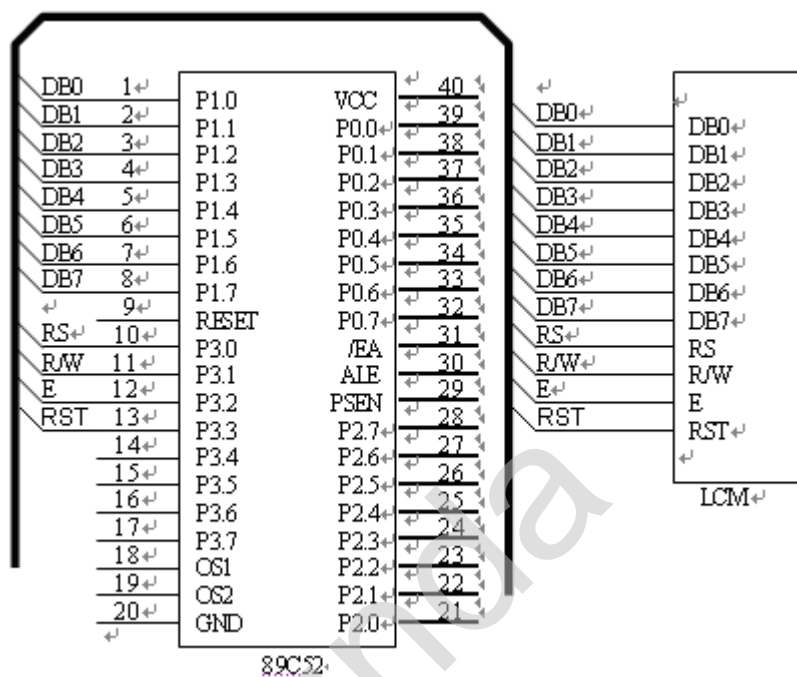 DB0 1
DB1 2
DB2 3
DB3 4
DB4 5
DB5 6
DB6 7
DB7 8
9
RS 10
R/W 11
E 12
RST 13
14
15
16
17
18
19
20
P1.0 VCC
P1.1 P0.0
P1.2 P0.1
P1.3 P0.2
P1.4 P0.3
P1.5 P0.4
P1.6 P0.5
P1.7 P0.6
RESET P0.7
P3.0 /EA
P3.1 ALE
P3.2 PSEN
P3.3 P2.7
P3.4 P2.6
P3.5 P2.5
P3.6 P2.4
P3.7 P2.3
OS1 P2.2
OS2 P2.1
GND P2.0
40
39
38
37
36
35
34
33
32
31
30
29
28
27
26
25
24
23
22
21
89C52
DB0
DB1
DB2
DB3
DB4
DB5
DB6
DB7
RS
R/W
E
RST
DB0
DB1
DB2
DB3
DB4
DB5
DB6
DB7
RS
R/W
E
RST
LCM
nda